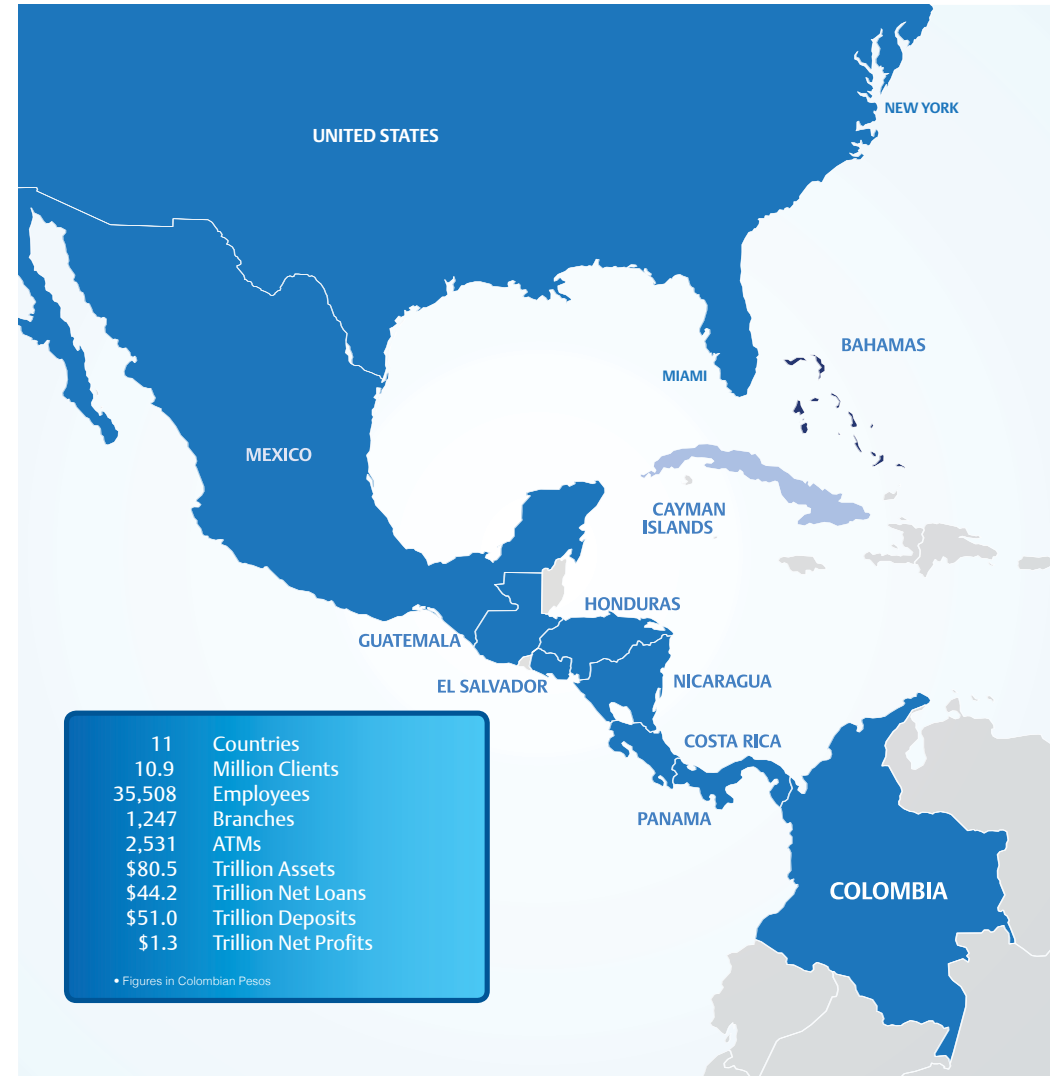 UNITED STATES
NEW YORK
BAHAMAS
MIAMI
MEXICO
CAYMAN
ISLANDS
HONDURAS
GUATEMALA
EL SALVADOR
NICARAGUA
COSTA RICA
PANAMA
COLOMBIA
11 Countries
10.9 Million Clients
35,508 Employees
1,247 Branches
2,531 ATMs
$80.5 Trillion Assets
$44.2 Trillion Net Loans
$51.0 Trillion Deposits
$1.3 Trillion Net Profits
• Figures in Colombian Pesos